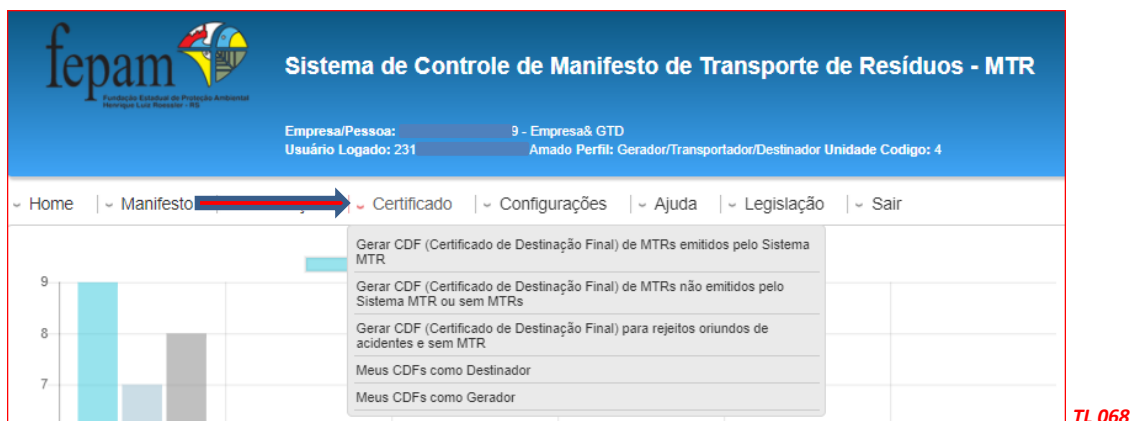 fepam
Fundação Estadual de Proteção Ambiental
Henrique Luiz Roessler - RS
Sistema de Controle de Manifesto de Transporte de Resíduos - MTR
Empresa/Pessoa: 9 - Empresa& GTD
Usuário Logado: 231 Amado Perfil: Gerador/Transportador/Destinador Unidade Codigo: 4
Home Manifesto Certificado Configurações Ajuda Legislação Sair
Gerar CDF (Certificado de Destinação Final) de MTRs emitidos pelo Sistema
MTR
Gerar CDF (Certificado de Destinação Final) de MTRs não emitidos pelo
Sistema MTR ou sem MTRs
Gerar CDF (Certificado de Destinação Final) para rejeitos oriundos de
acidentes e sem MTR
Meus CDFs como Destinador
Meus CDFs como Gerador
9
8
7
TL 068